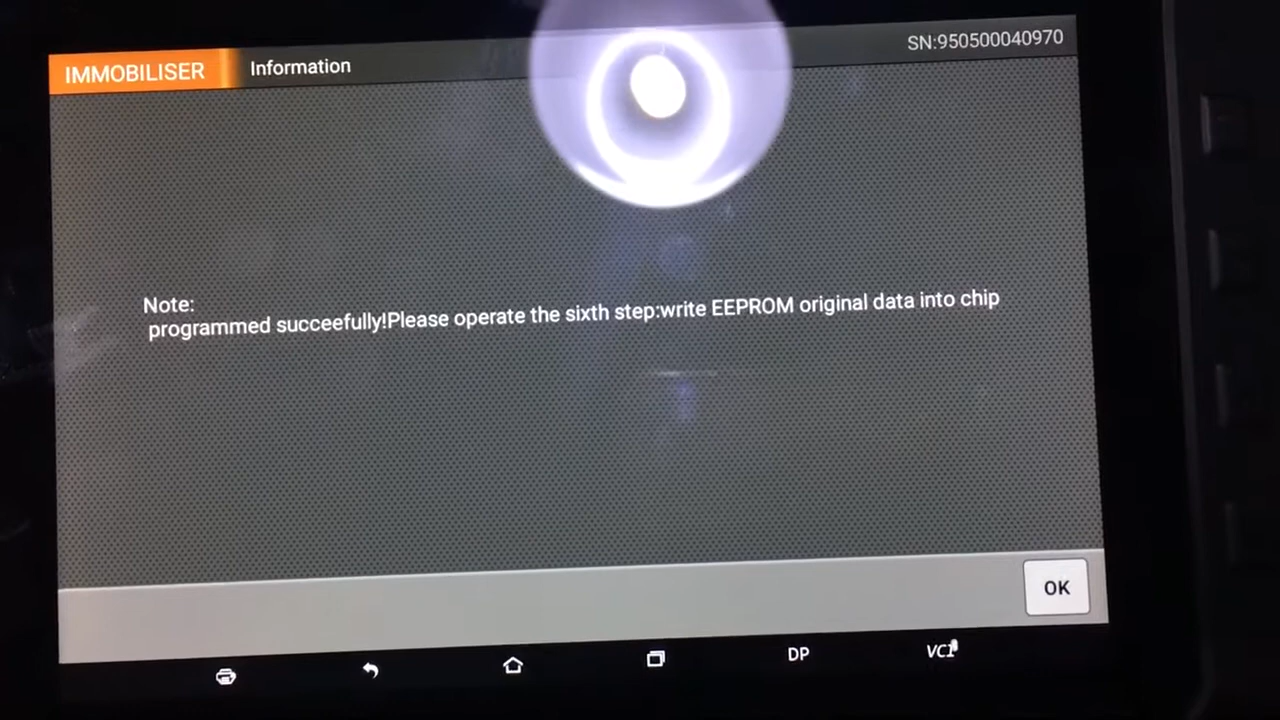 IMMOBILISER Information SN:950500040970
Note:
programmed succeefully!Please operate the sixth step:write EEPROM original data into chip
OK
DP VCI